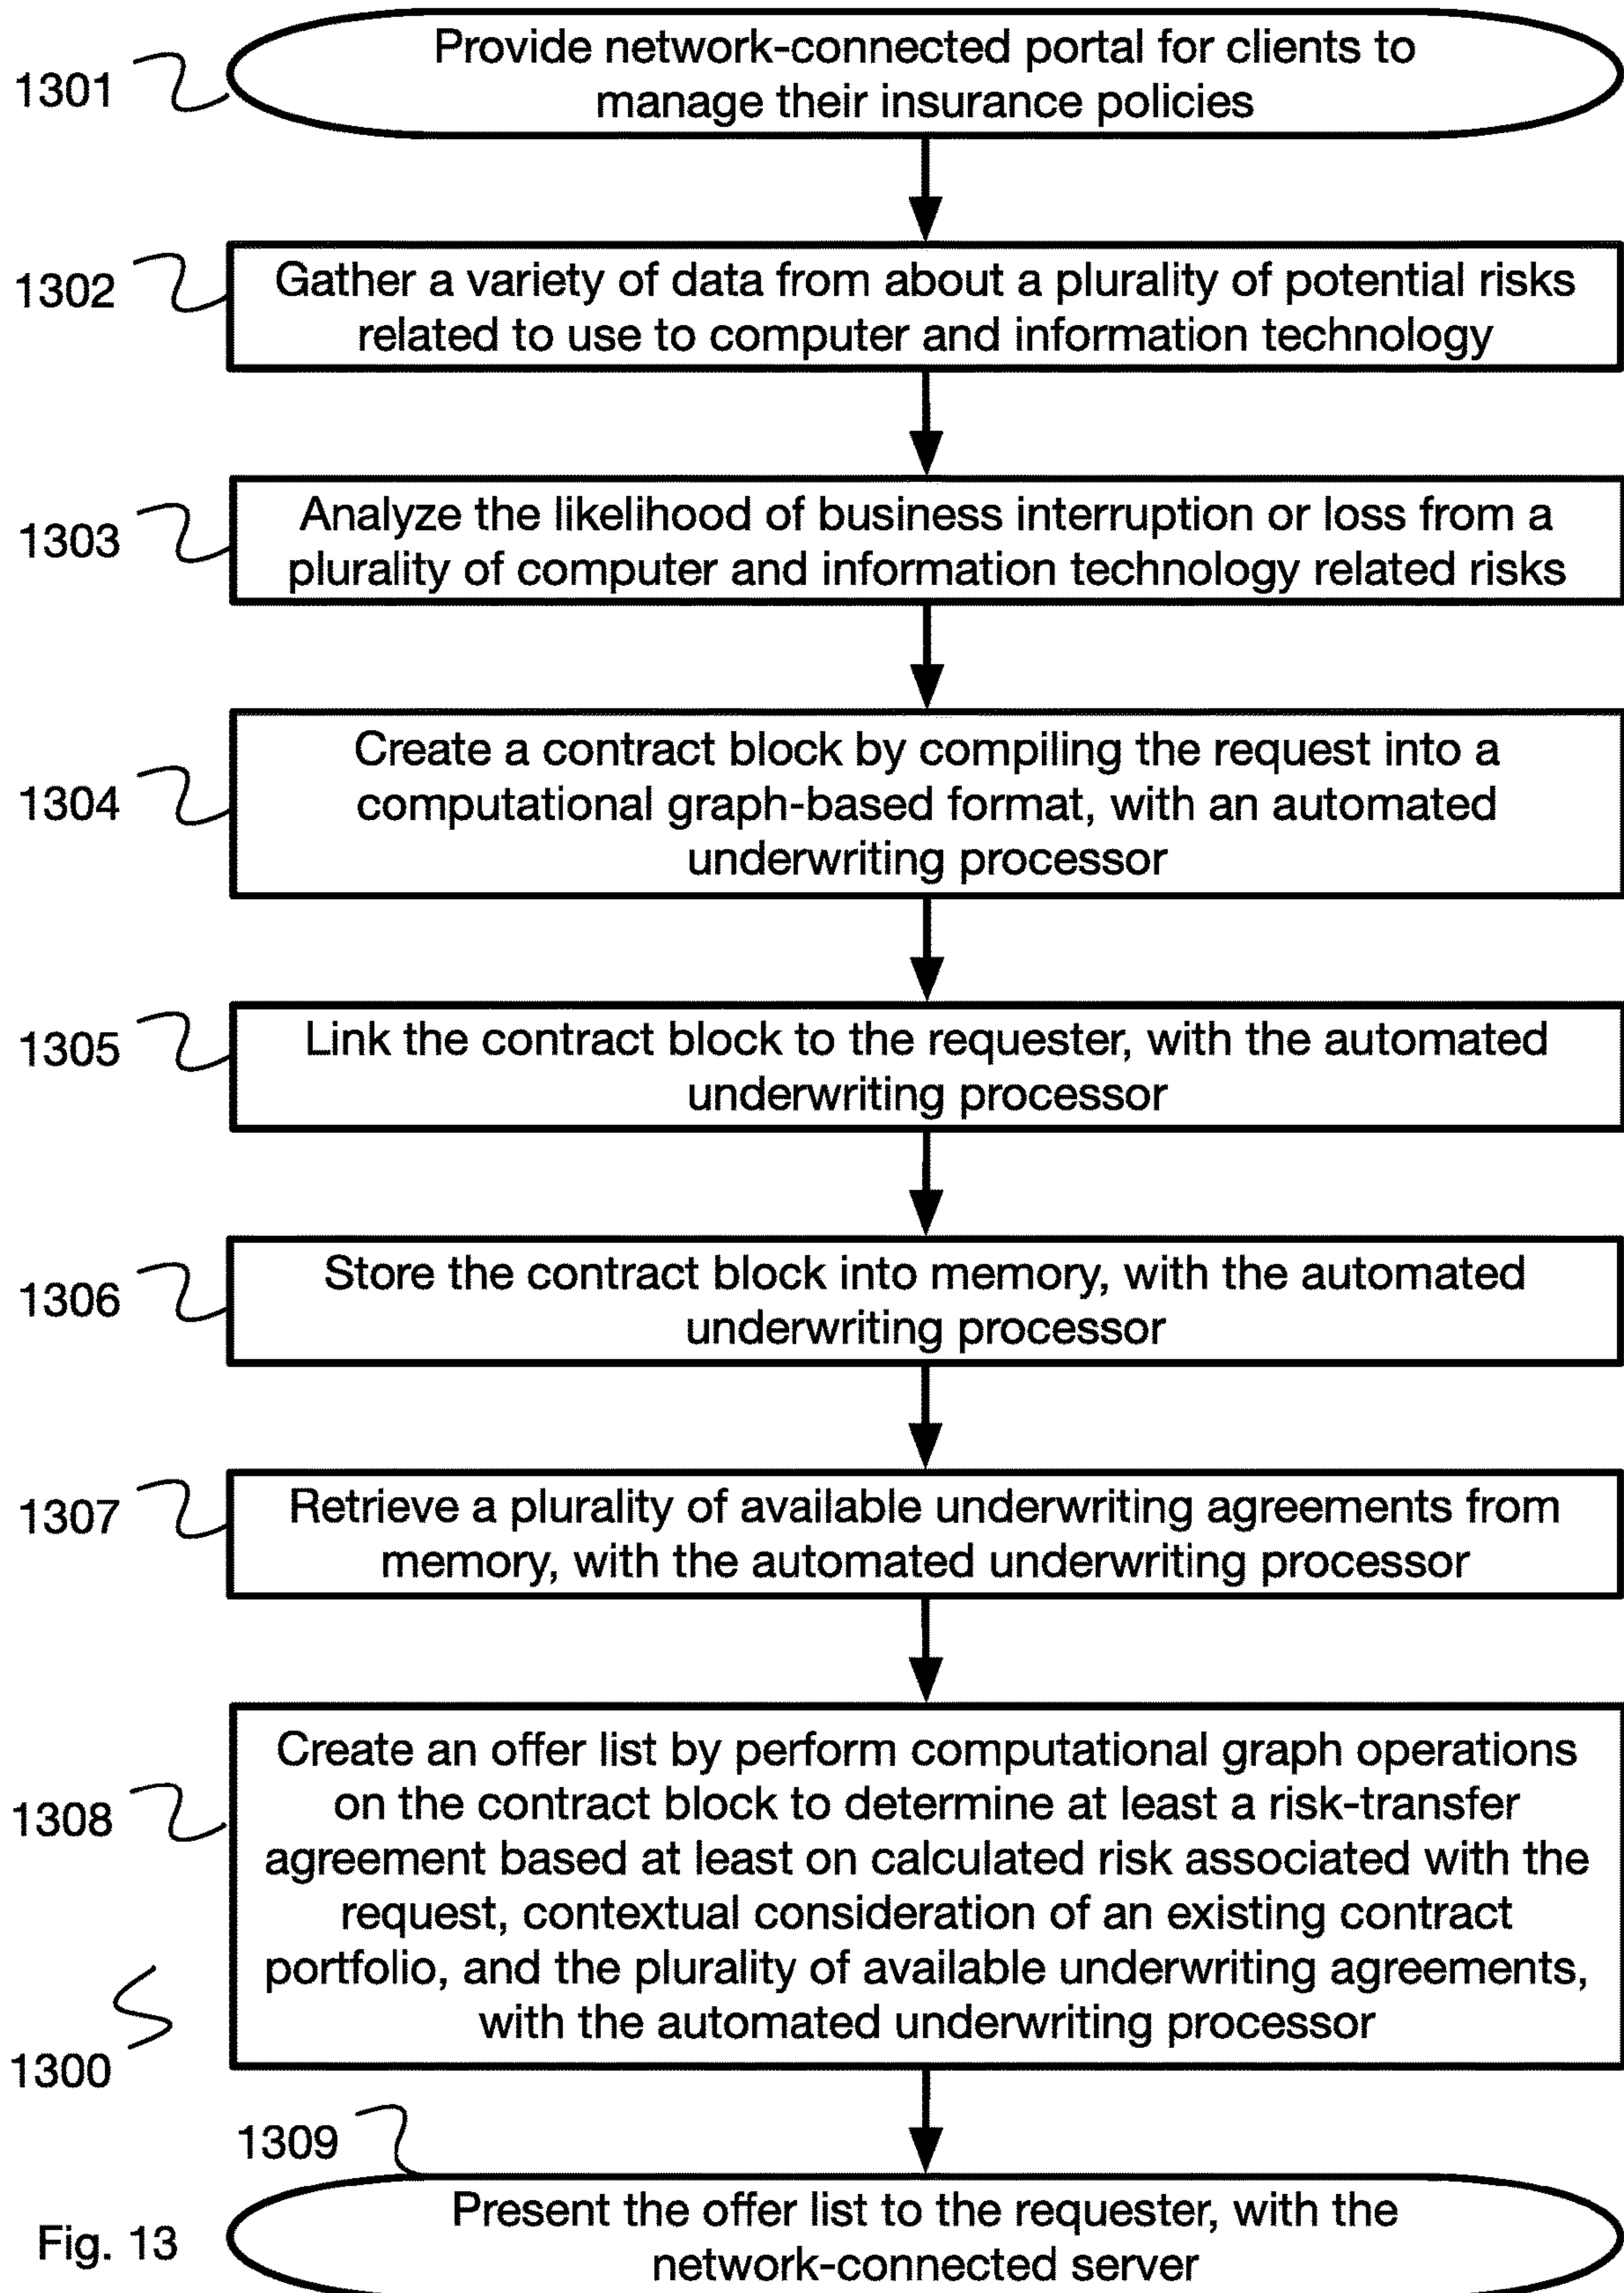 1301
Provide network-connected portal for clients to
manage their insurance policies
1302
Gather a variety of data from about a plurality of potential risks
related to use to computer and information technology
1303
Analyze the likelihood of business interruption or loss from a
plurality of computer and information technology related risks
1304
Create a contract block by compiling the request into a
computational graph-based format, with an automated
underwriting processor
1305
Link the contract block to the requester, with the automated
underwriting processor
1306
Store the contract block into memory, with the automated
underwriting processor
1307
Retrieve a plurality of available underwriting agreements from
memory, with the automated underwriting processor
1308
Create an offer list by perform computational graph operations
on the contract block to determine at least a risk-transfer
agreement based at least on calculated risk associated with the
request, contextual consideration of an existing contract
portfolio, and the plurality of available underwriting agreements,
with the automated underwriting processor
1300
1309
Present the offer list to the requester, with the
network-connected server
Fig. 13